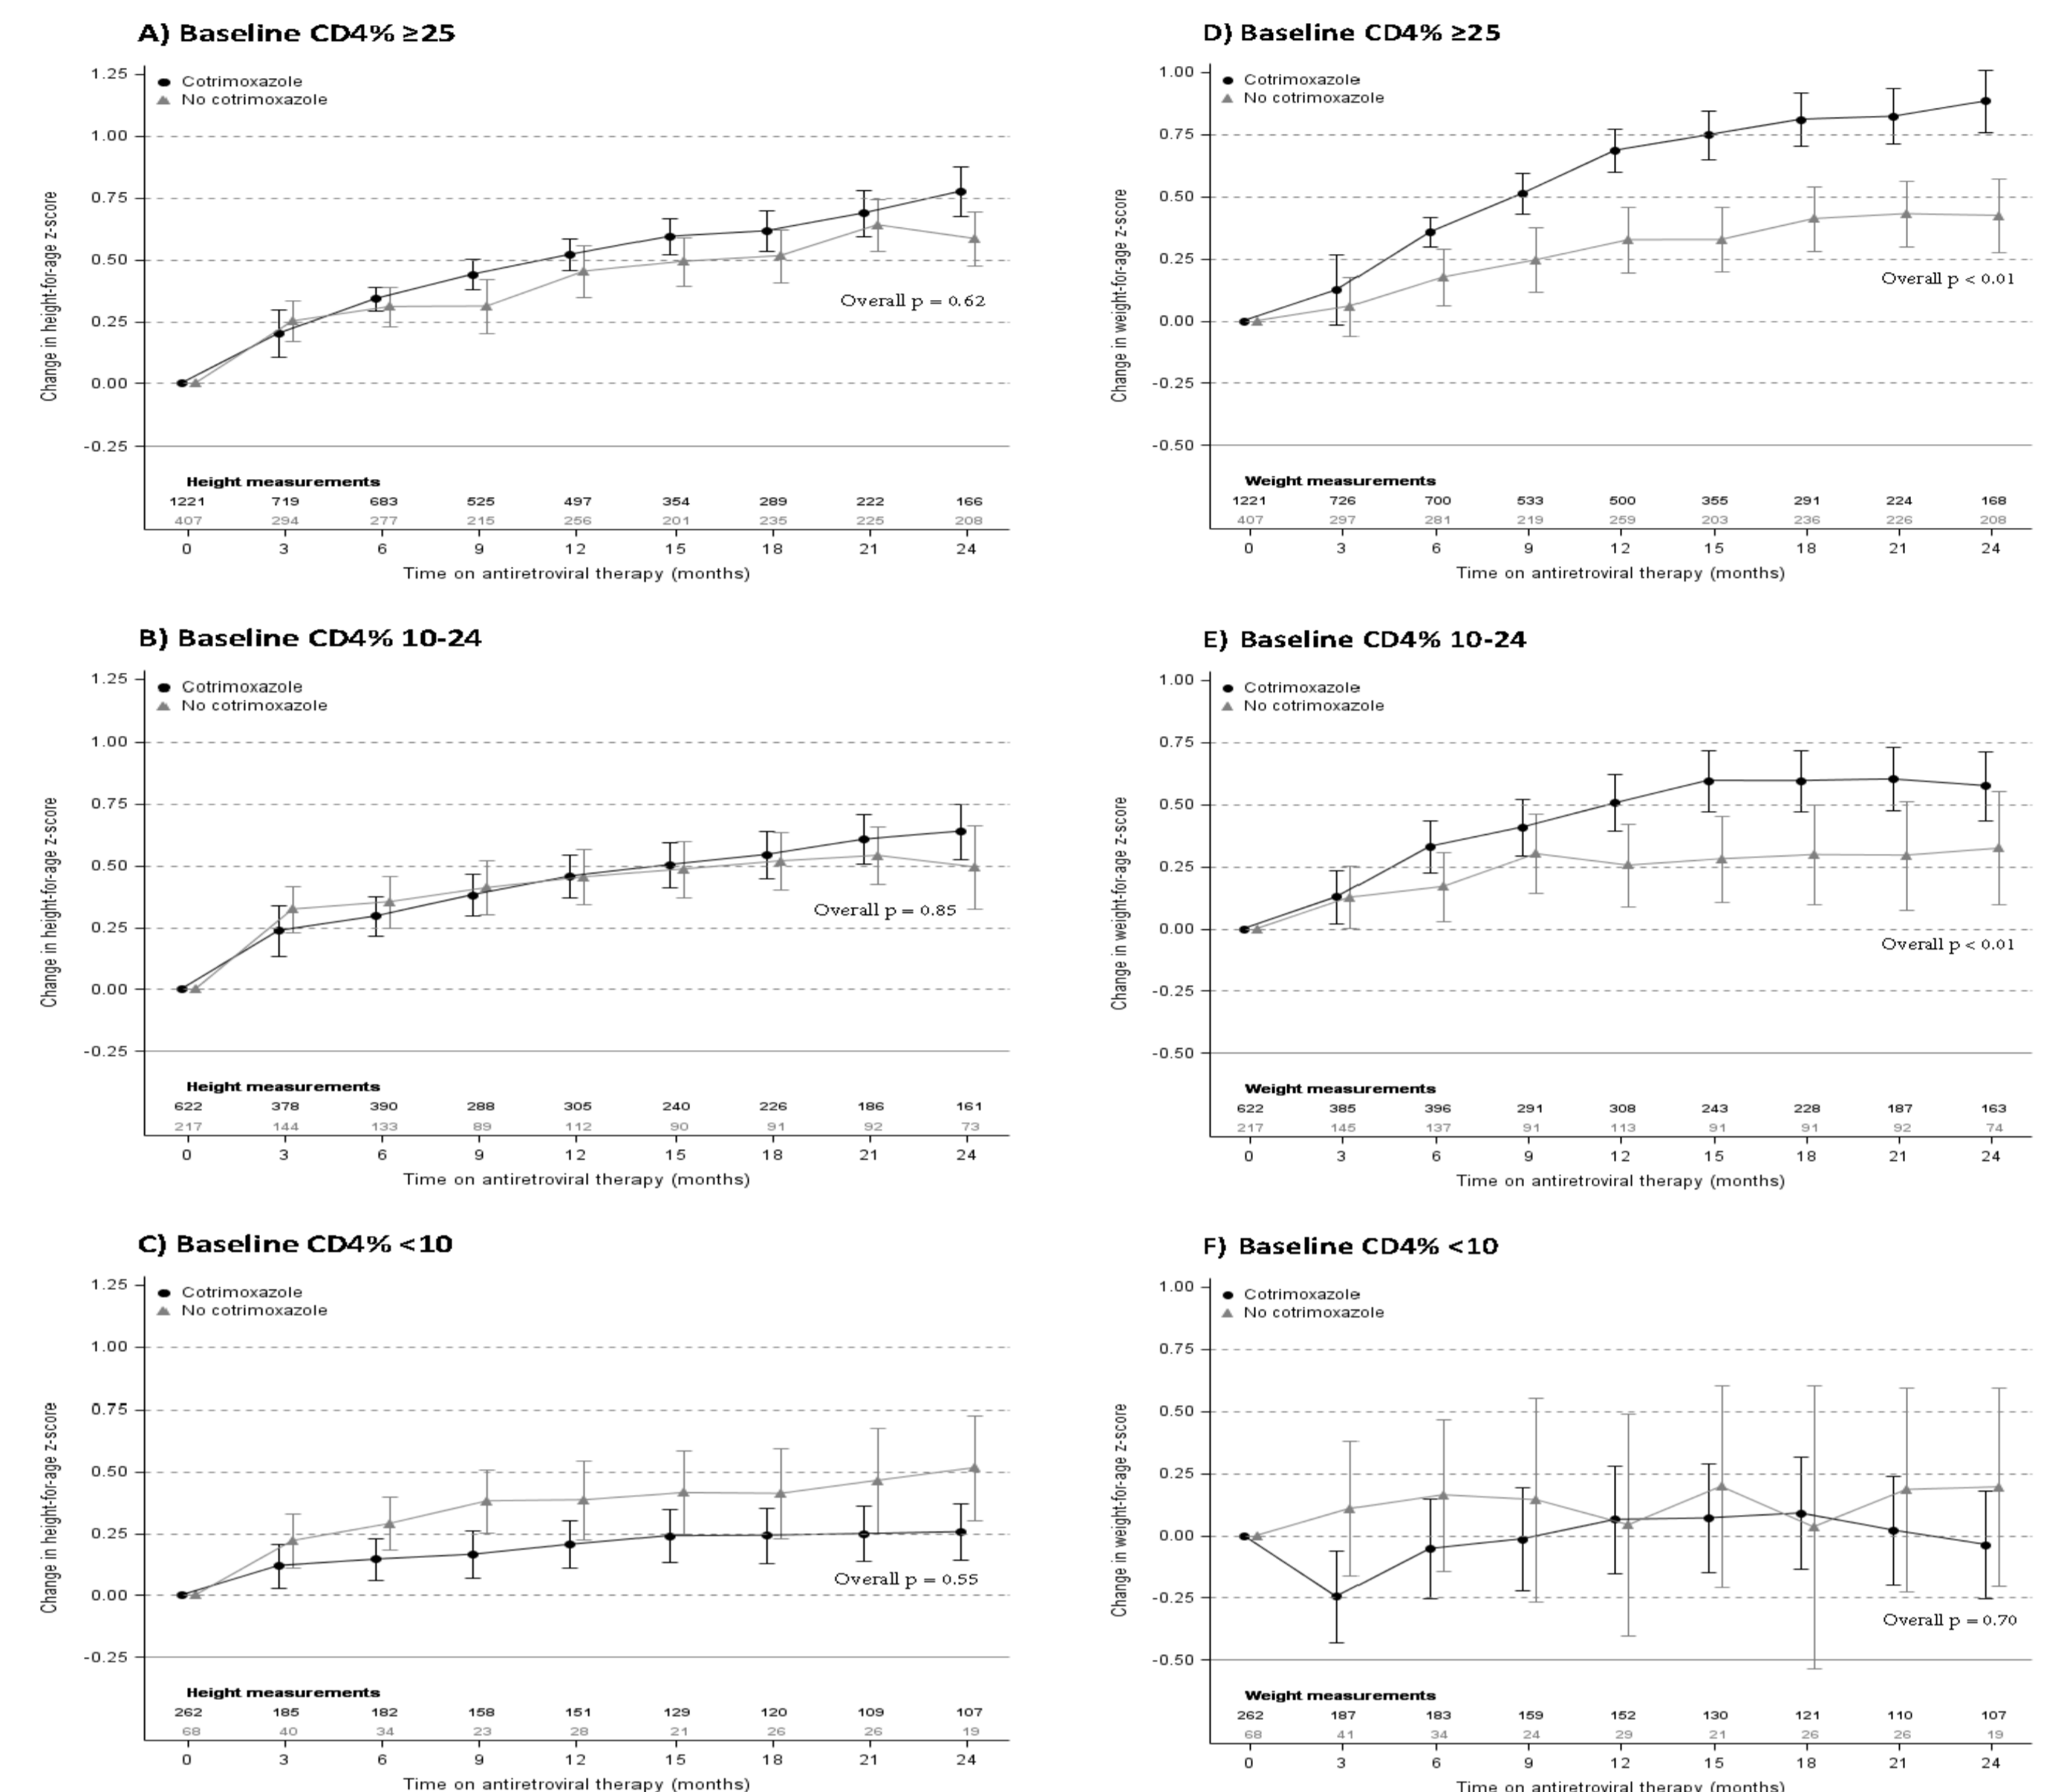 A) Baseline CD4% ≥25
1.25
1.00
0.75
0.50
0.25
0.00
-0.25
Change in height-for-age z-score
Cotrimoxazole
No cotrimoxazole
Overall p = 0.62
Height measurements
1221 719 683 525 497 354 289 222 166
407 294 277 215 256 201 235 225 208
0 3 6 9 12 15 18 21 24
Time on antiretroviral therapy (months)
B) Baseline CD4% 10-24
1.25
1.00
0.75
0.50
0.25
0.00
-0.25
Change in height-for-age z-score
Cotrimoxazole
No cotrimoxazole
Overall p = 0.85
Height measurements
622 378 390 288 305 240 226 186 161
217 144 133 89 112 90 91 92 73
0 3 6 9 12 15 18 21 24
Time on antiretroviral therapy (months)
C) Baseline CD4% <10
1.25
1.00
0.75
0.50
0.25
0.00
-0.25
Change in height-for-age z-score
Cotrimoxazole
No cotrimoxazole
Overall p = 0.55
Height measurements
262 185 182 158 151 129 120 109 107
68 40 34 23 28 21 26 26 19
0 3 6 9 12 15 18 21 24
Time on antiretroviral therapy (months)
D) Baseline CD4% ≥25
1.00
0.75
0.50
0.25
0.00
-0.25
-0.50
Change in weight-for-age z-score
Cotrimoxazole
No cotrimoxazole
Overall p < 0.01
Weight measurements
1221 726 700 533 500 355 291 224 168
407 297 281 219 259 203 236 226 208
0 3 6 9 12 15 18 21 24
Time on antiretroviral therapy (months)
E) Baseline CD4% 10-24
1.00
0.75
0.50
0.25
0.00
-0.25
-0.50
Change in weight-for-age z-score
Cotrimoxazole
No cotrimoxazole
Overall p < 0.01
Weight measurements
622 385 396 291 308 243 228 187 163
217 145 137 91 113 91 91 92 74
0 3 6 9 12 15 18 21 24
Time on antiretroviral therapy (months)
F) Baseline CD4% <10
1.00
0.75
0.50
0.25
0.00
-0.25
-0.50
Change in weight-for-age z-score
Cotrimoxazole
No cotrimoxazole
Overall p = 0.70
Weight measurements
262 187 183 159 152 130 121 110 107
68 41 34 24 29 21 26 26 19
0 3 6 9 12 15 18 21 24
Time on antiretroviral therapy (months)